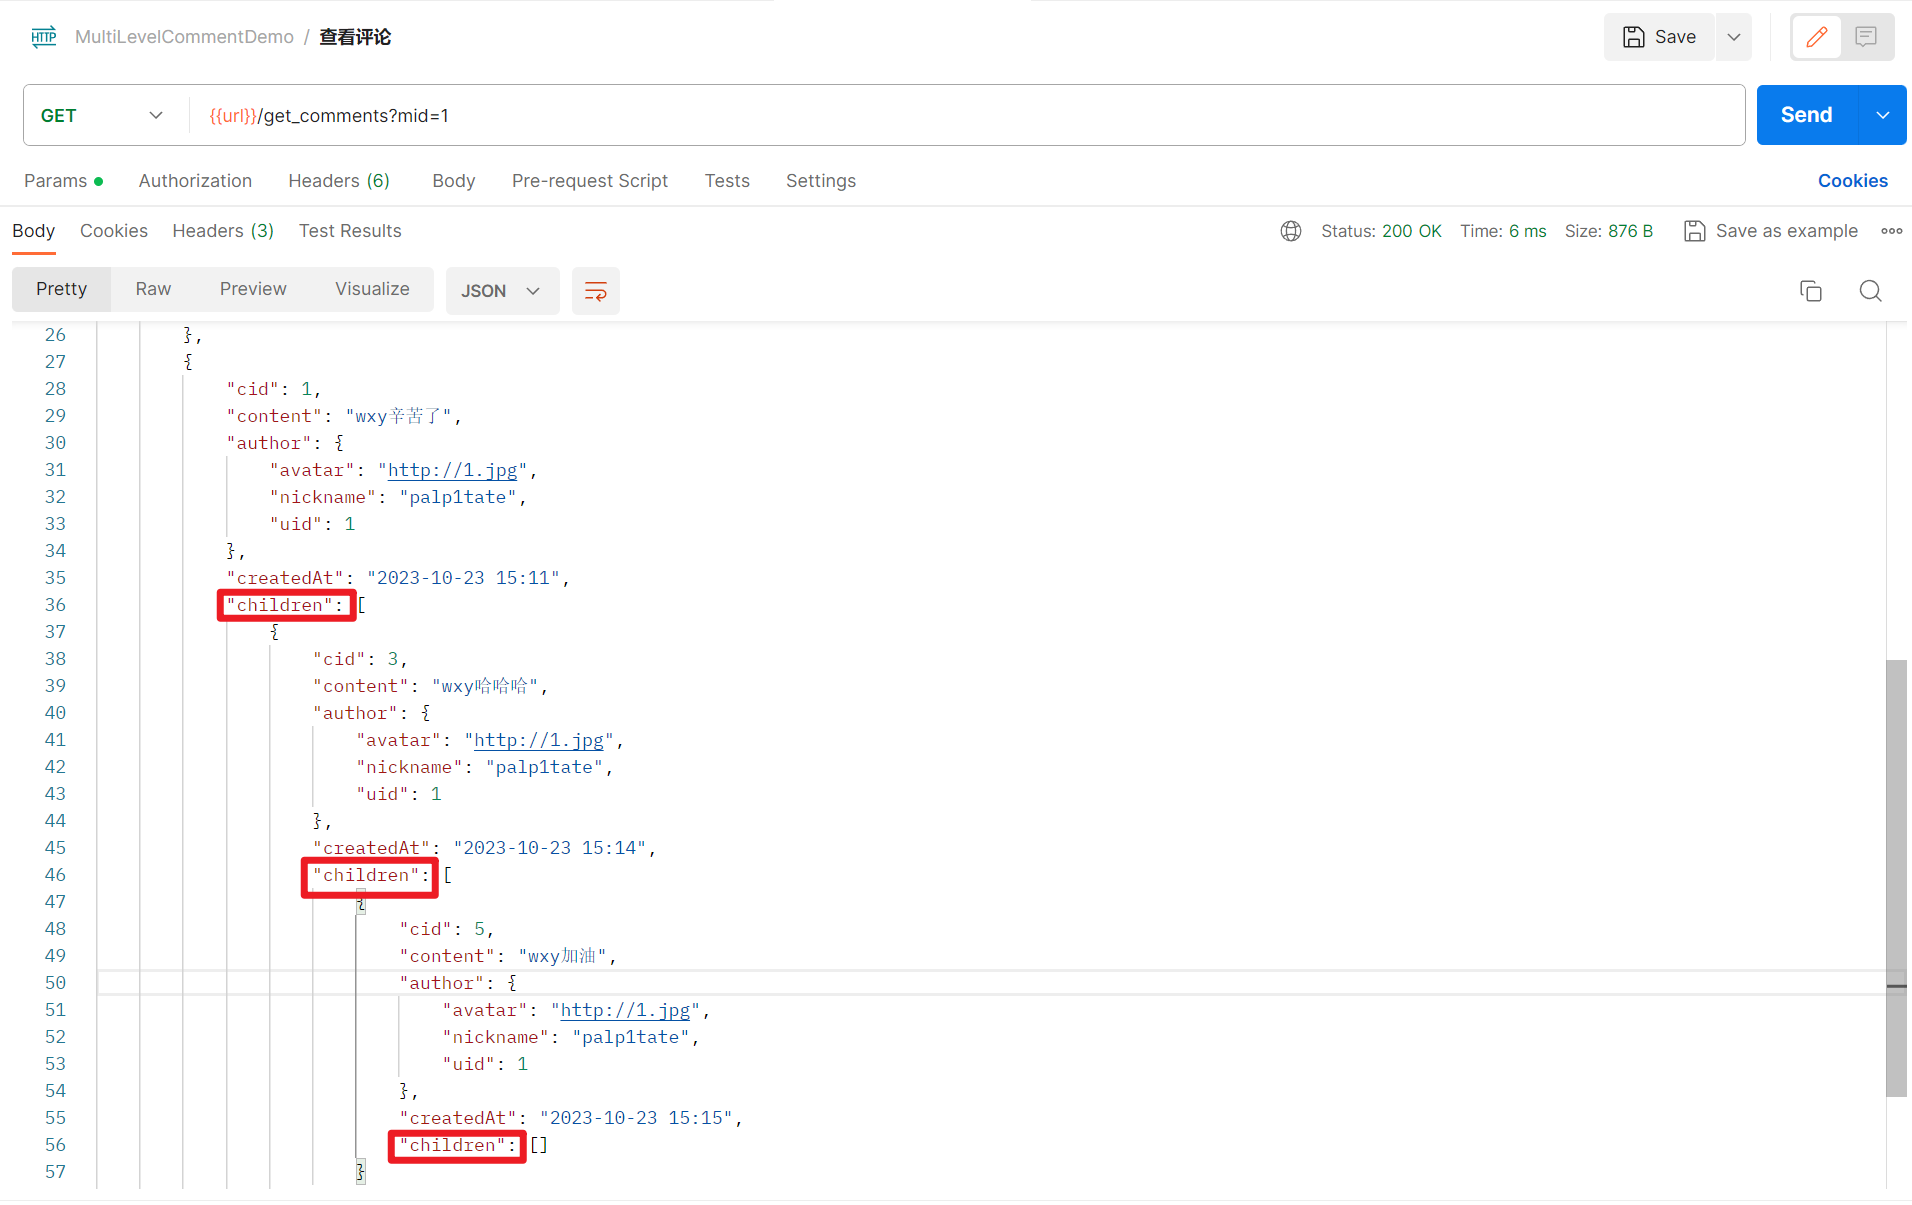 HTTP MultiLevelCommentDemo / 查看评论 Save
GET {{url}}/get_comments?mid=1 Send
Params Authorization Headers (6) Body Pre-request Script Tests Settings Cookies
Body Cookies Headers (3) Test Results Status: 200 OK Time: 6 ms Size: 876 B Save as example
Pretty Raw Preview Visualize JSON
26 },
27 {
28 "cid": 1,
29 "content": "wxy辛苦了",
30 "author": {
31 "avatar": "http://1.jpg",
32 "nickname": "palp1tate",
33 "uid": 1
34 },
35 "createdAt": "2023-10-23 15:11",
36 "children": [
37 {
38 "cid": 3,
39 "content": "wxy哈哈哈",
40 "author": {
41 "avatar": "http://1.jpg",
42 "nickname": "palp1tate",
43 "uid": 1
44 },
45 "createdAt": "2023-10-23 15:14",
46 "children": [
47 {
48 "cid": 5,
49 "content": "wxy加油",
50 "author": {
51 "avatar": "http://1.jpg",
52 "nickname": "palp1tate",
53 "uid": 1
54 },
55 "createdAt": "2023-10-23 15:15",
56 "children": []
57 }